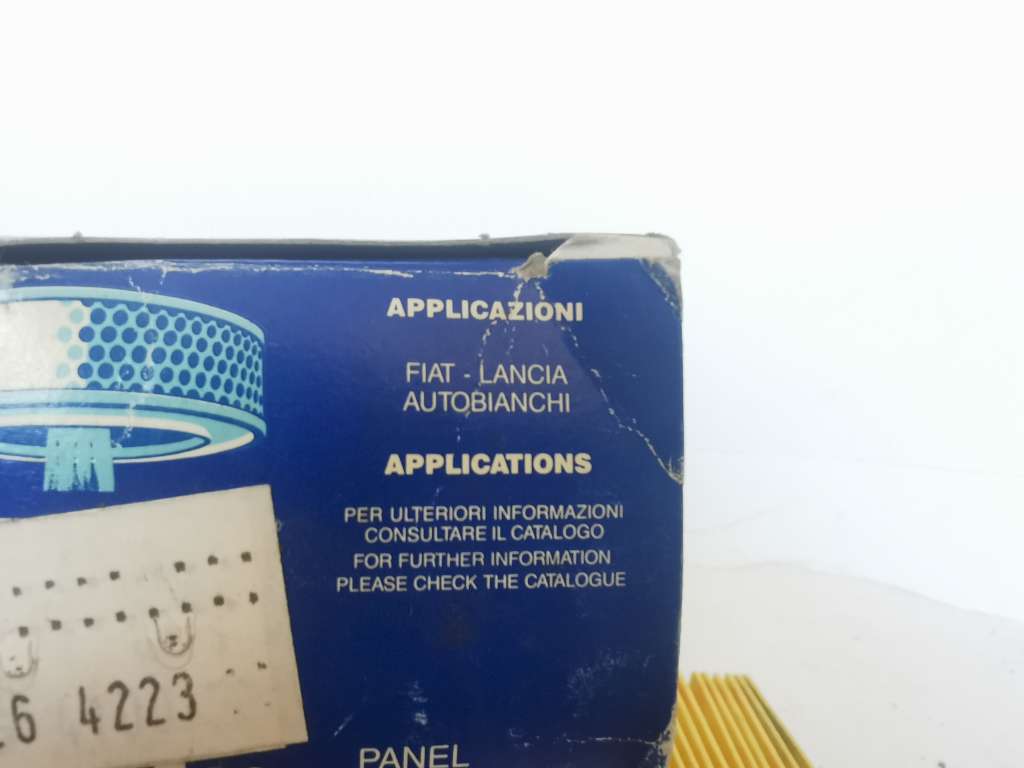 APPLICAZIONI
FIAT - LANCIA
AUTOBIANCHI
APPLICATIONS
PER ULTERIORI INFORMAZIONI
CONSULTARE IL CATALOGO
FOR FURTHER INFORMATION
PLEASE CHECK THE CATALOGUE
6 4223
PANEL